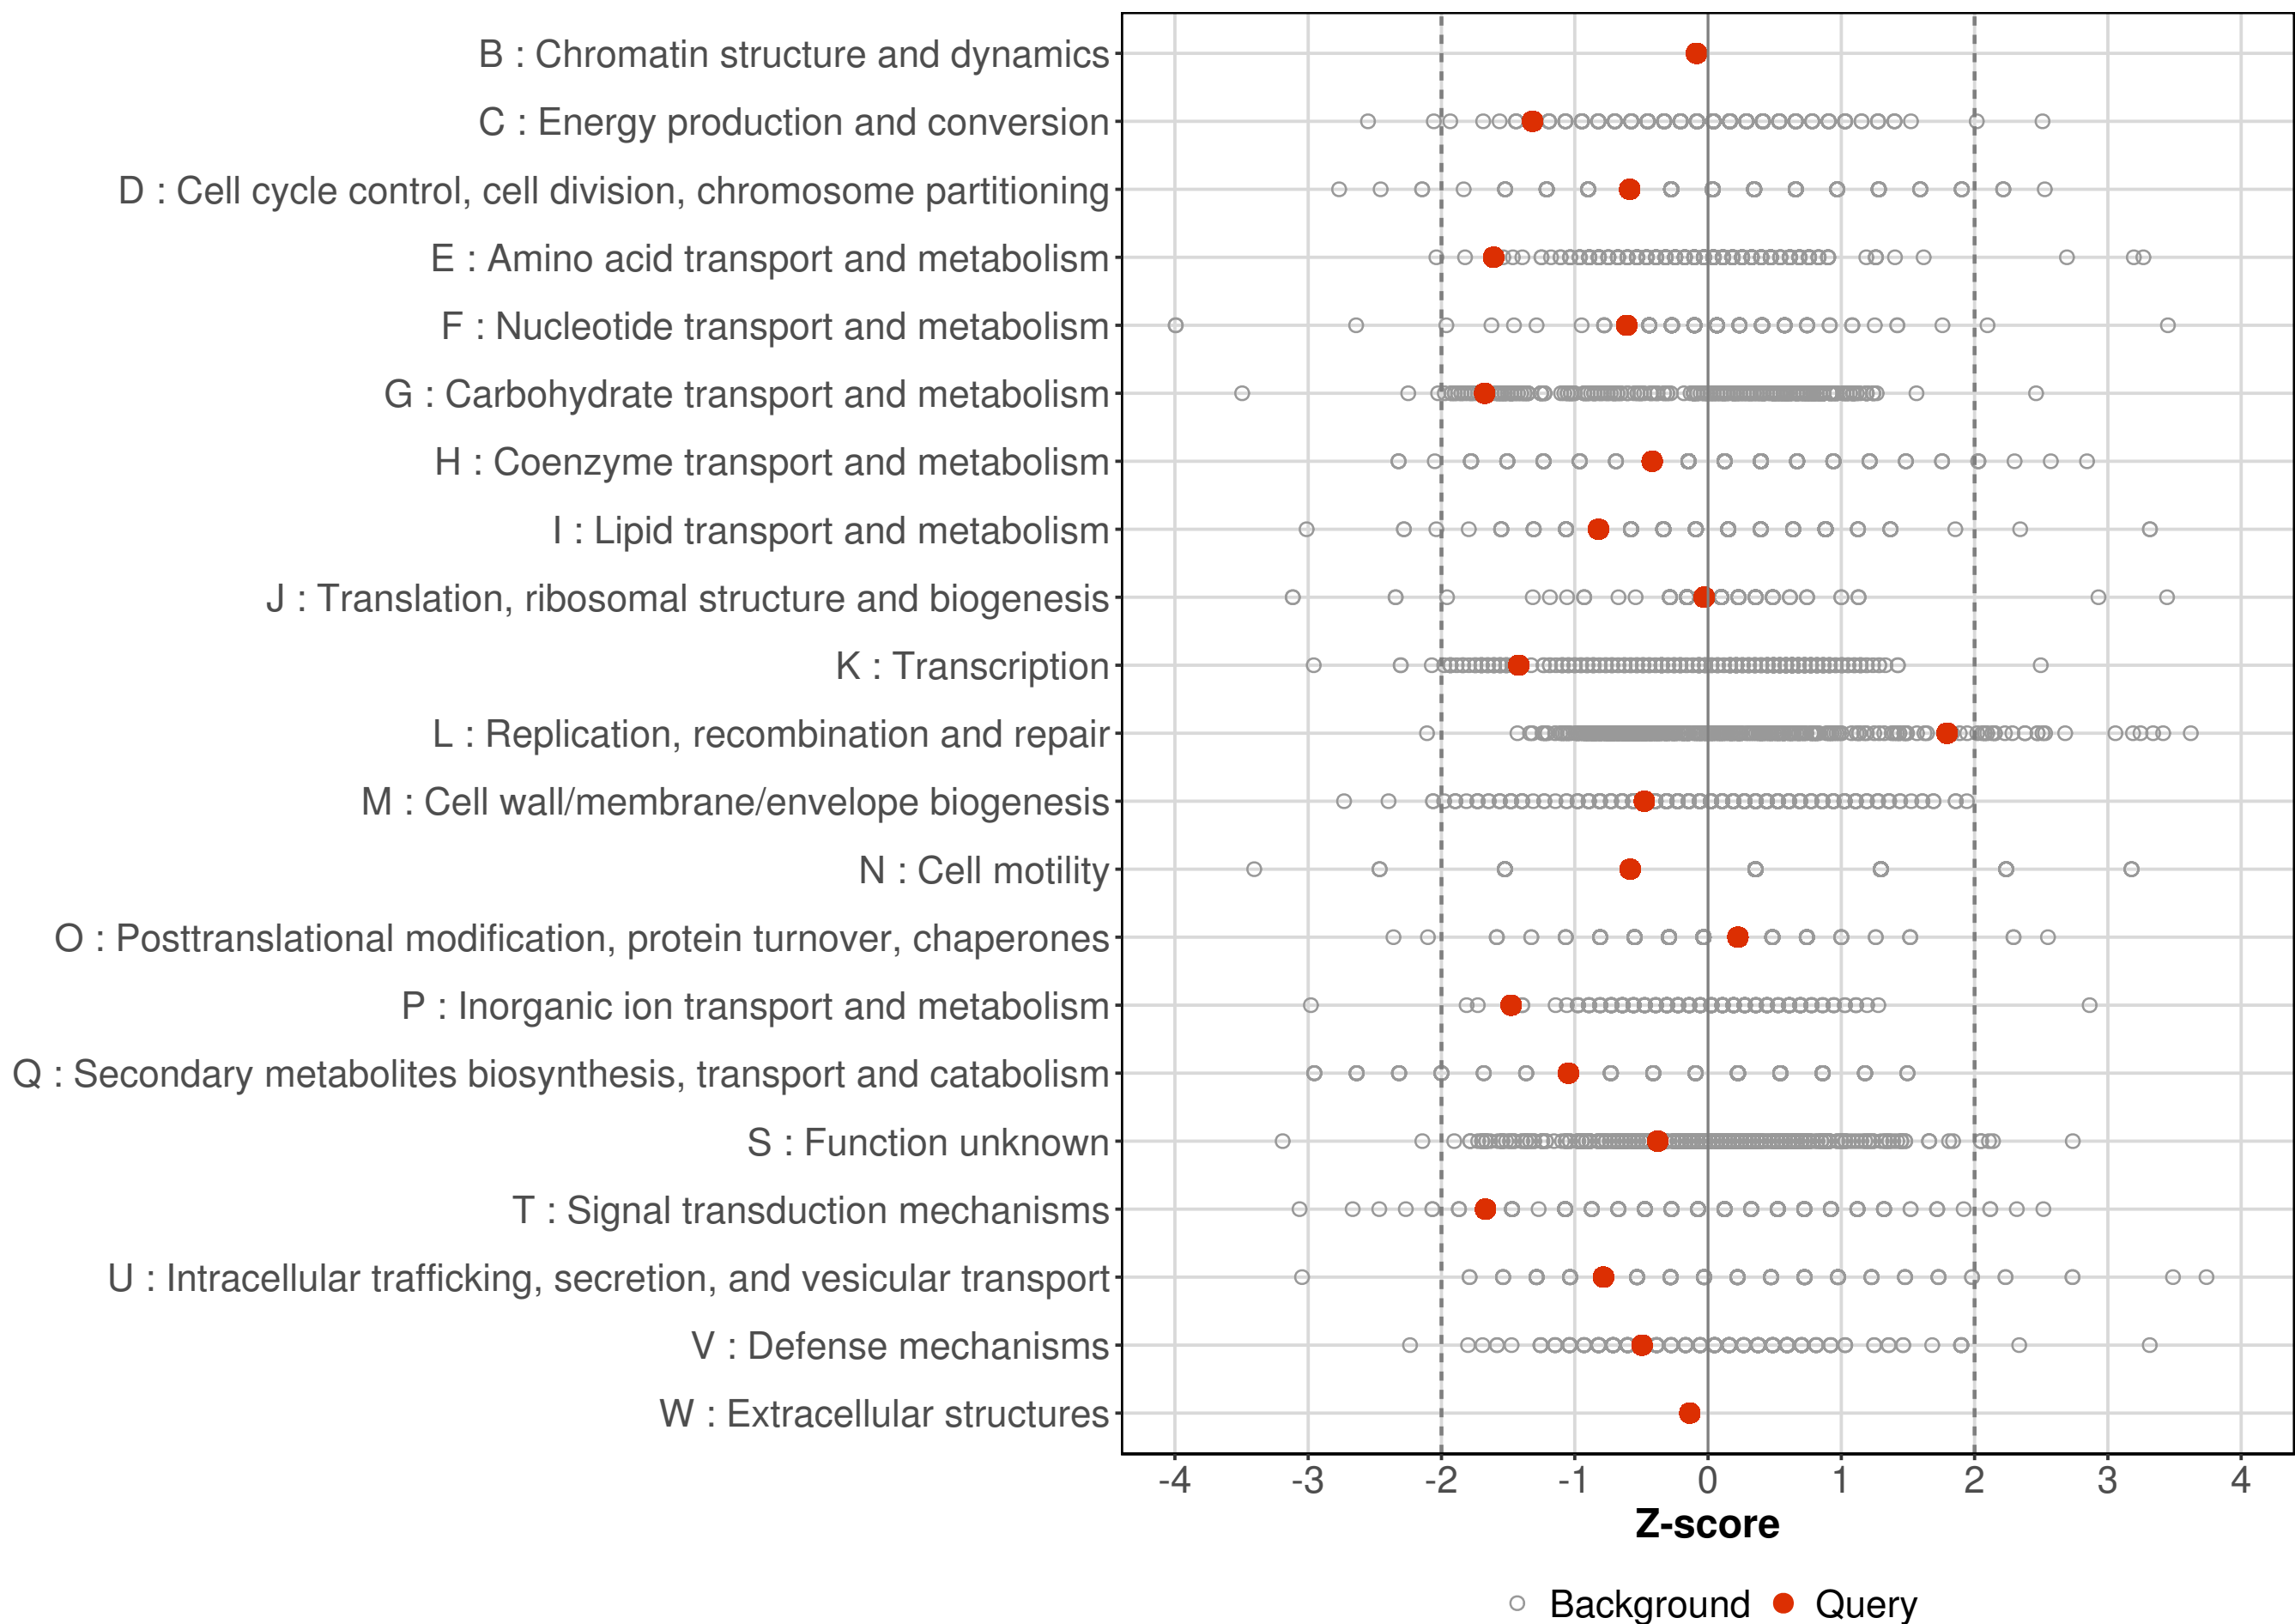 B : Chromatin structure and dynamics
C : Energy production and conversion
D : Cell cycle control, cell division, chromosome partitioning
E : Amino acid transport and metabolism
F : Nucleotide transport and metabolism
G : Carbohydrate transport and metabolism
H : Coenzyme transport and metabolism
I : Lipid transport and metabolism
J : Translation, ribosomal structure and biogenesis
K : Transcription
L : Replication, recombination and repair
M : Cell wall/membrane/envelope biogenesis
N : Cell motility
O : Posttranslational modification, protein turnover, chaperones
P : Inorganic ion transport and metabolism
Q : Secondary metabolites biosynthesis, transport and catabolism
S : Function unknown
T : Signal transduction mechanisms
U : Intracellular trafficking, secretion, and vesicular transport
V : Defense mechanisms
W : Extracellular structures
-4 -3 -2 -1 0 1 2 3 4
Z-score
Background Query